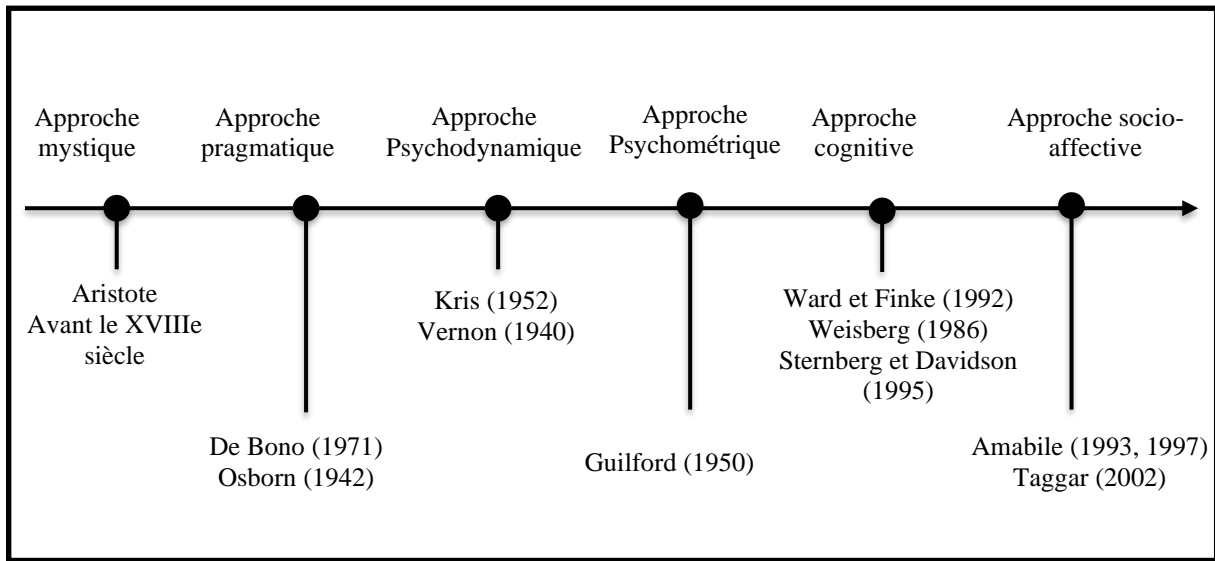 Approche
mystique
Approche
pragmatique
Approche
Psychodynamique
Approche
Psychométrique
Approche
cognitive
Approche socio-
affective
Aristote
Avant le XVIIIe
siècle
De Bono (1971)
Osborn (1942)
Kris (1952)
Vernon (1940)
Guilford (1950)
Ward et Finke (1992)
Weisberg (1986)
Sternberg et Davidson
(1995)
Amabile (1993, 1997)
Taggar (2002)